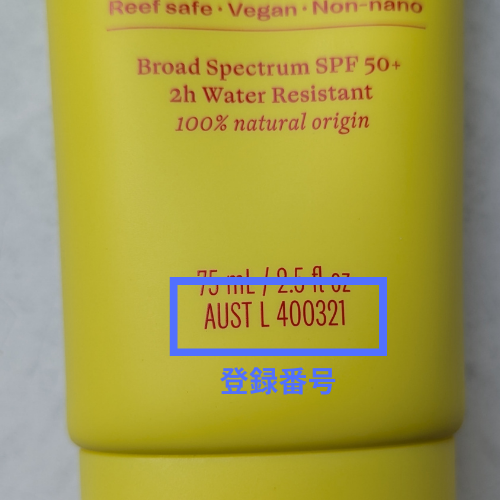 Reef safe · Vegan · Non-nano
Broad Spectrum SPF 50+
2h Water Resistant
100% natural origin
75 mL / 2.5 fl oz
AUST L 400321
登録番号